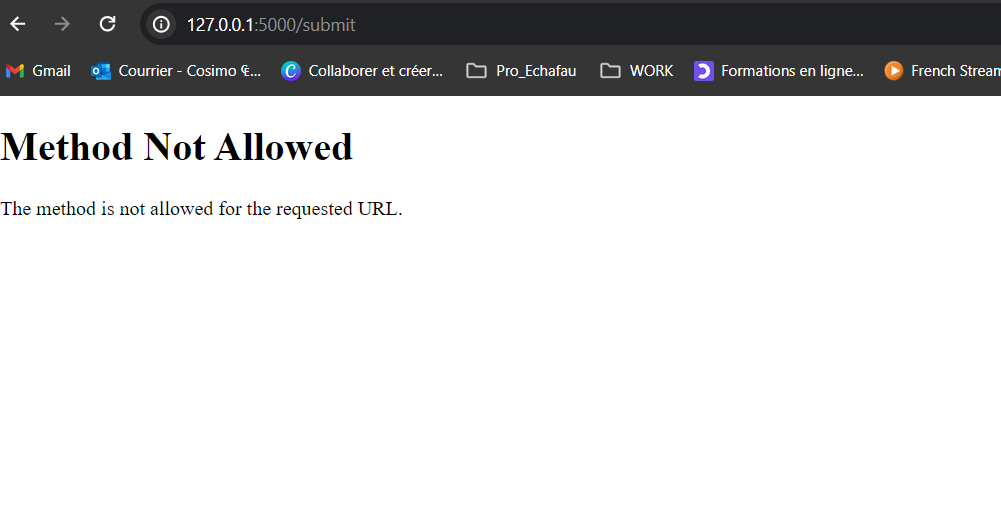 127.0.0.1:5000/submit
Gmail Courrier - Cosimo ₢... Collaborer et créer... Pro_Echafau WORK Formations en ligne... French Stream
Method Not Allowed
The method is not allowed for the requested URL.